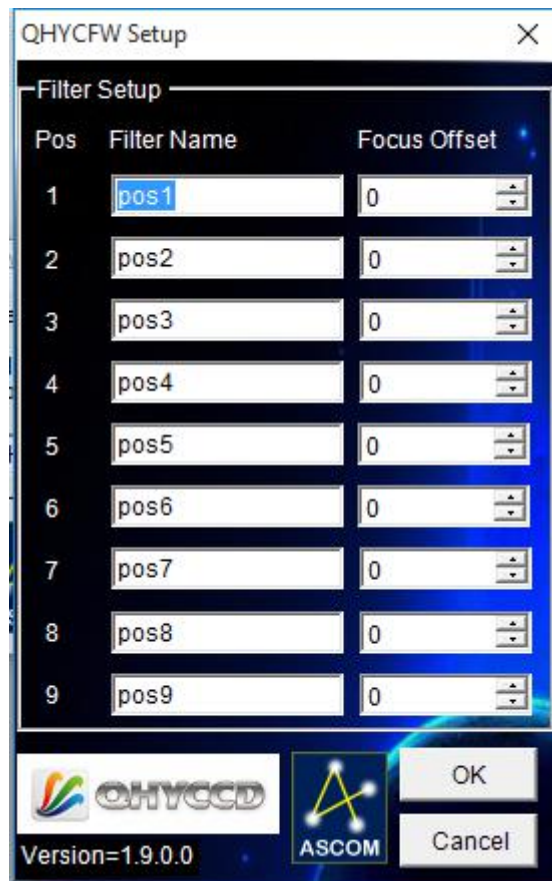 QHYCFW Setup
Filter Setup
Pos Filter Name Focus Offset
1 pos1 0
2 pos2 0
3 pos3 0
4 pos4 0
5 pos5 0
6 pos6 0
7 pos7 0
8 pos8 0
9 pos9 0
QHYCCD
ASCOM
OK
Cancel
Version=1.9.0.0